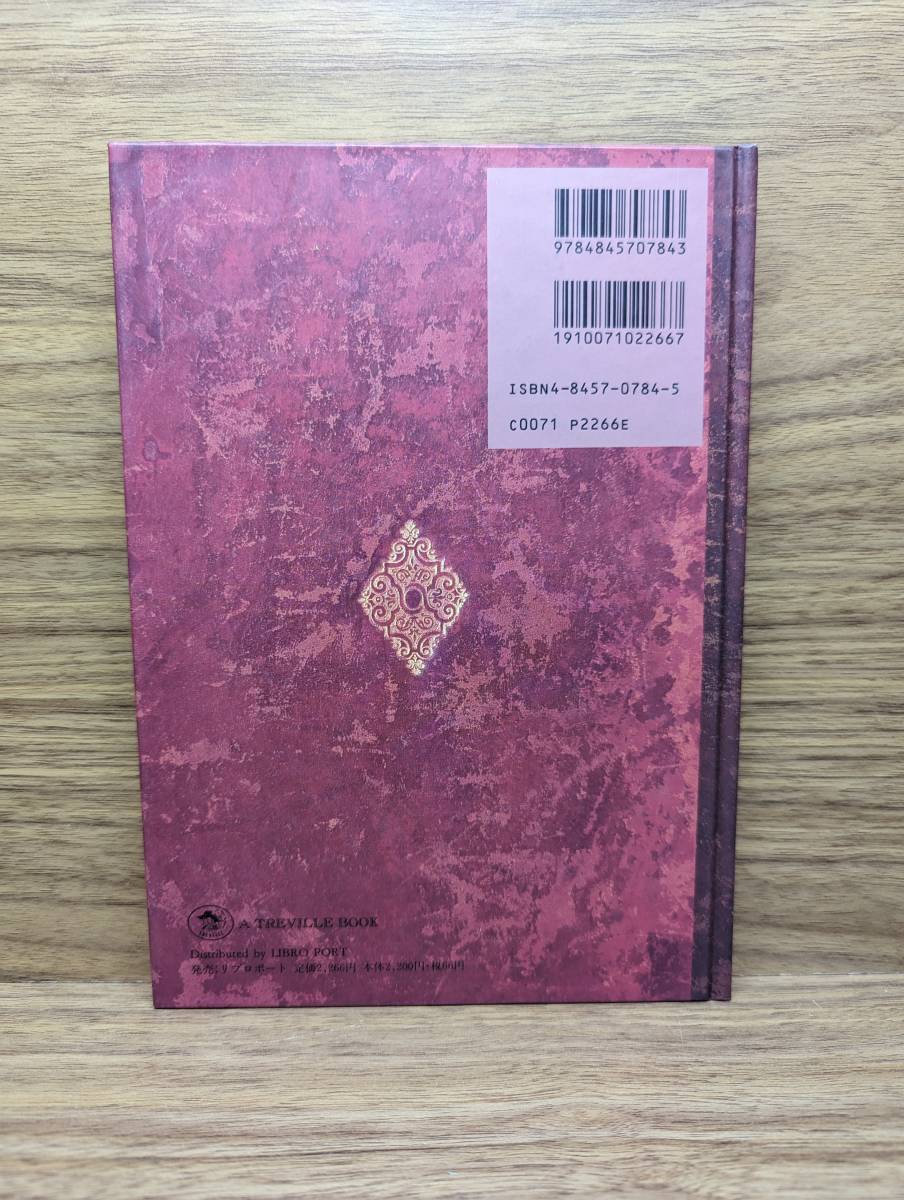 9784845707843
1910071022667
ISBN4-8457-0784-5
C0071 P2266E
A TREVILLE BOOK
Distributed by LIBRO PORT
発売:リブロポート 定価2,266円 本体2,200円・税66円